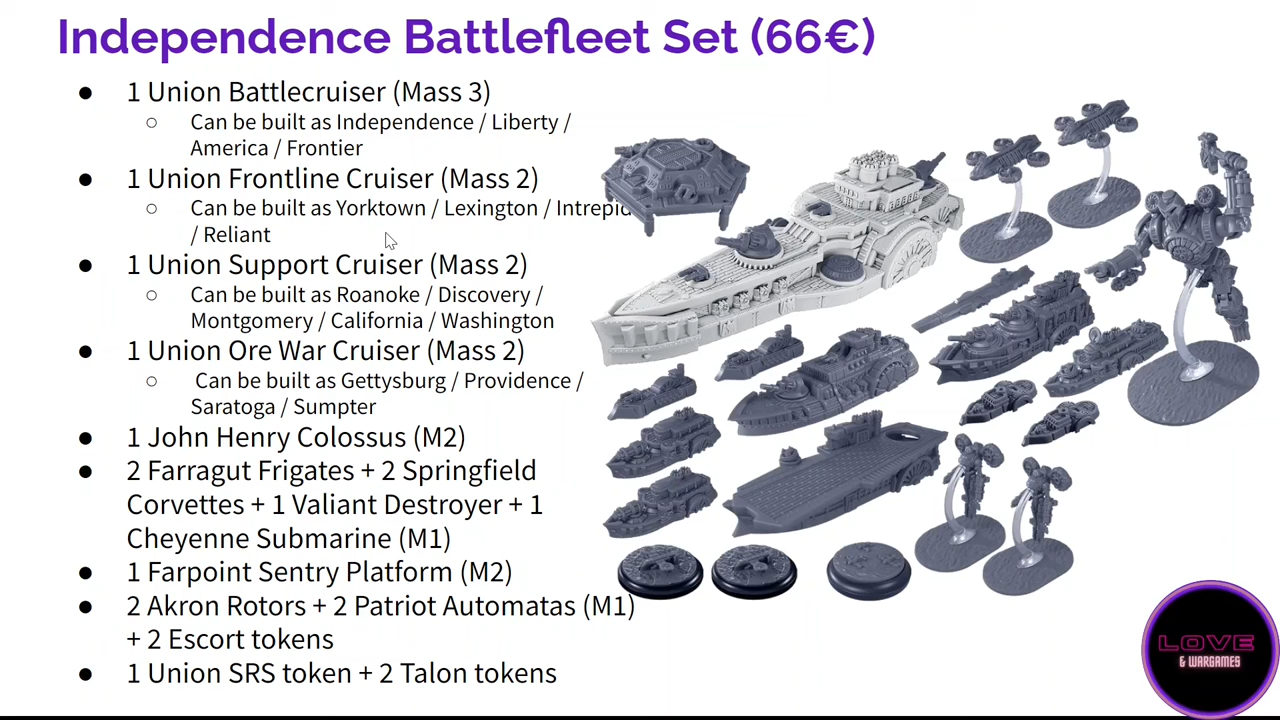 Independence Battlefleet Set (66€)
● 1 Union Battlecruiser (Mass 3)
○ Can be built as Independence / Liberty /
America / Frontier
● 1 Union Frontline Cruiser (Mass 2)
○ Can be built as Yorktown / Lexington / Intrepid
/ Reliant
● 1 Union Support Cruiser (Mass 2)
○ Can be built as Roanoke / Discovery /
Montgomery / California / Washington
● 1 Union Ore War Cruiser (Mass 2)
○ Can be built as Gettysburg / Providence /
Saratoga / Sumpter
● 1 John Henry Colossus (M2)
● 2 Farragut Frigates + 2 Springfield
Corvettes + 1 Valiant Destroyer + 1
Cheyenne Submarine (M1)
● 1 Farpoint Sentry Platform (M2)
● 2 Akron Rotors + 2 Patriot Automatas (M1)
+ 2 Escort tokens
● 1 Union SRS token + 2 Talon tokens
LOVE
& WARGAMES